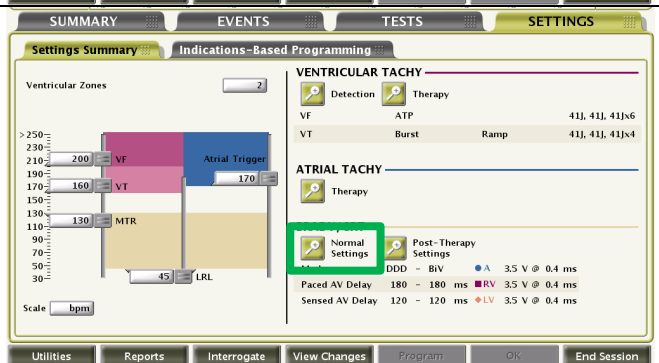 SUMMARY EVENTS TESTS SETTINGS
Settings Summary Indications-Based Programming
Ventricular Zones 2
>250
230
210
190
170
150
130
110
90
70
50
30
200 VF
160 VT
130 MTR
45 LRL
Atrial Trigger
170
Scale bpm
VENTRICULAR TACHY
Detection Therapy
VF ATP 41J, 41J, 41Jx6
VT Burst Ramp 41J, 41J, 41Jx4
ATRIAL TACHY
Therapy
Normal Settings
Post-Therapy Settings
DDD - BiV A 3.5 V @ 0.4 ms
Paced AV Delay 180 - 180 ms RV 3.5 V @ 0.4 ms
Sensed AV Delay 120 - 120 ms LV 3.5 V @ 0.4 ms
Utilities Reports Interrogate View Changes Program OK End Session